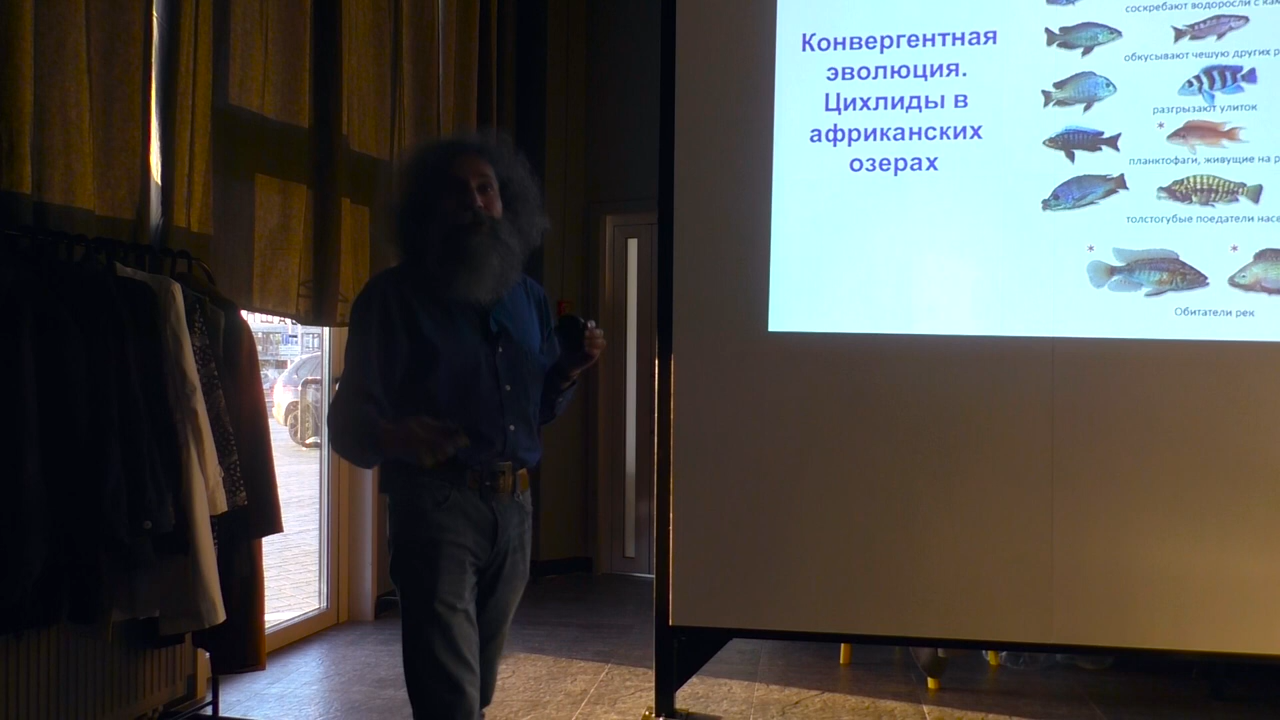 Конвергентная
эволюция.
Цихлиды в
африканских
озерах
соскребают водоросли с
обкусывают чешую других
разгрызают улиток
планктофаги, живущие на
толстогубые поедатели
Обитатели рек